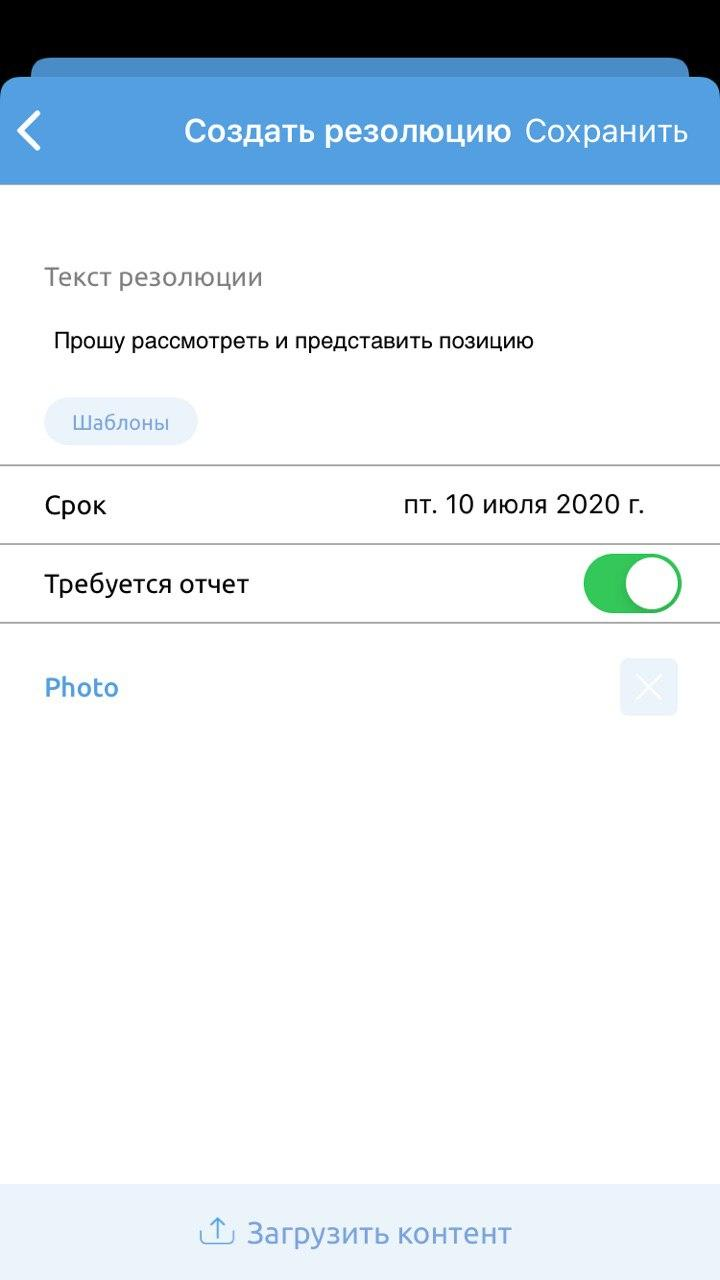 Создать резолюцию Сохранить
Текст резолюции
Прошу рассмотреть и представить позицию
Шаблоны
Срок пт. 10 июля 2020 г.
Требуется отчет
Photo
Загрузить контент